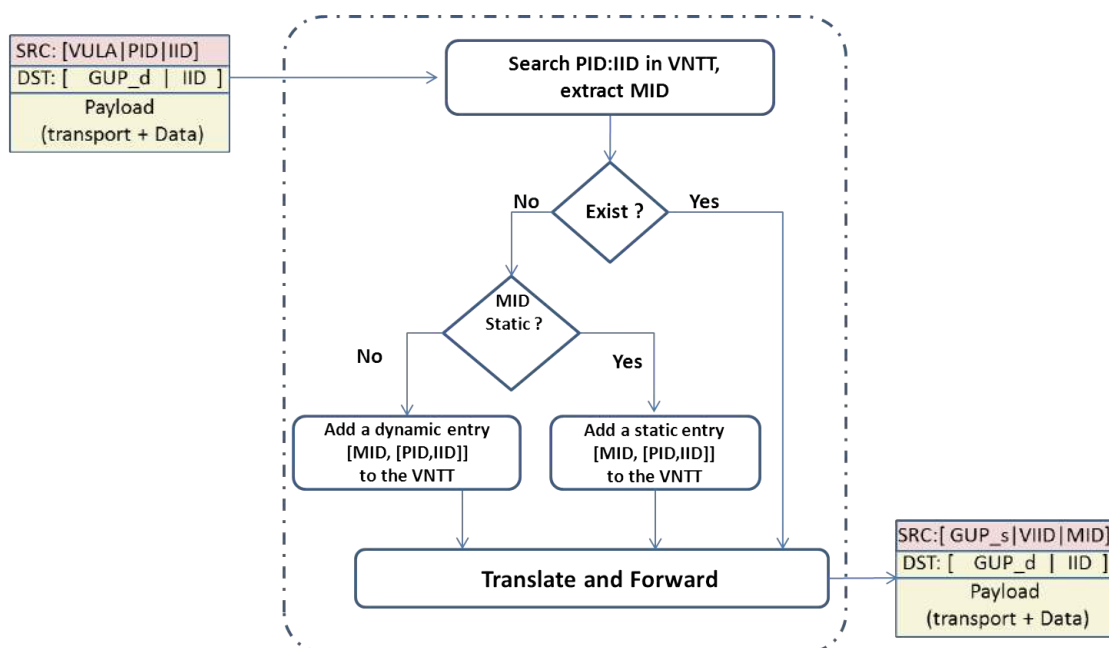 SRC: [VULA|PID|IID]
DST: [ GUP_d | IID ]
Payload
(transport + Data)
Search PID:IID in VNTT,
extract MID
Exist ?
No
Yes
MID
Static ?
No
Yes
Add a dynamic entry
[MID, [PID,IID]]
to the VNTT
Add a static entry
[MID, [PID,IID]]
to the VNTT
Translate and Forward
SRC:[ GUP_s|VIID|MID]
DST: [ GUP_d | IID ]
Payload
(transport + Data)